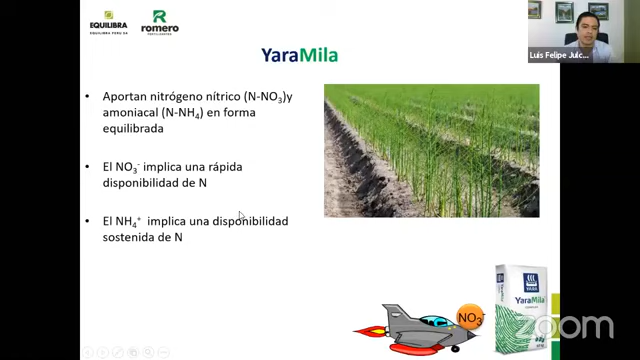 EQUILIBRA
EQUILIBRA PERU SA
romero
FERTILIZANTES
Luis Felipe Julc...
YaraMila
• Aportan nitrógeno nítrico (N-NO3)y
amoniacal (N-NH4) en forma
equilibrada
• El NO3- implica una rápida
disponibilidad de N
• El NH4+ implica una disponibilidad
sostenida de N
NO3-
YARA
YaraMila
zoom